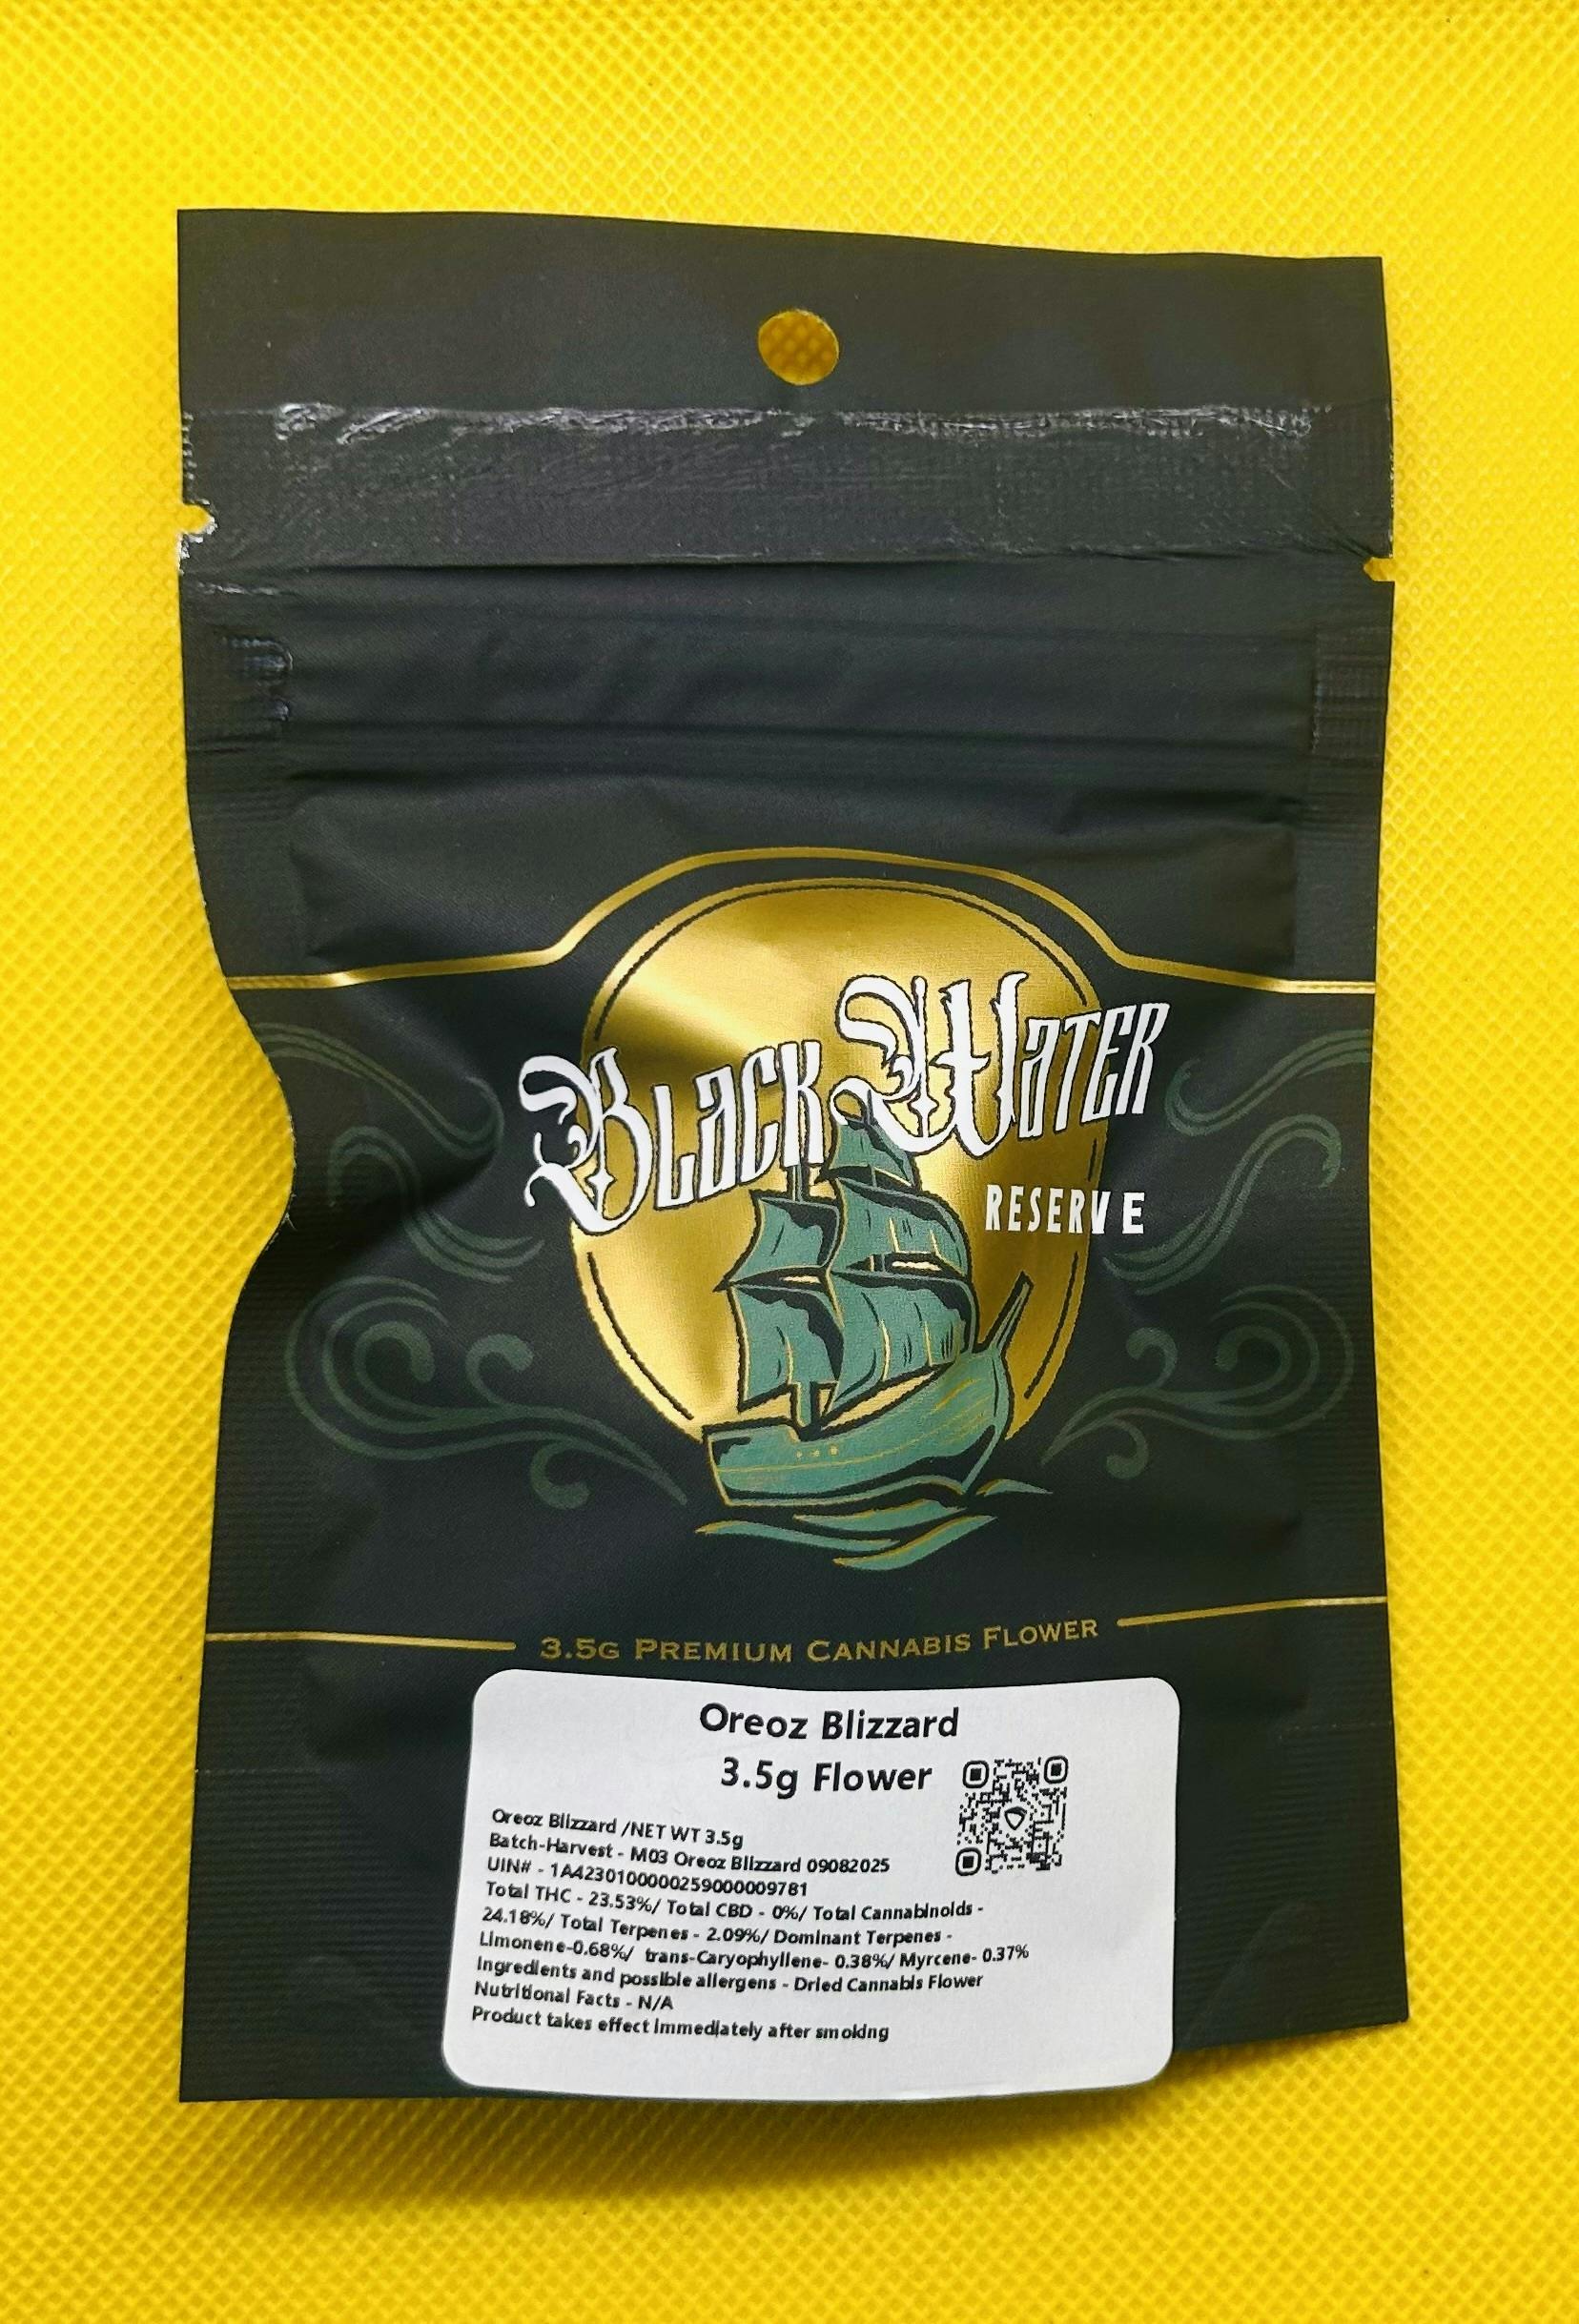 Black Water
RESERVE
3.5G PREMIUM CANNABIS FLOWER
Oreoz Blizzard
3.5g Flower
Oreoz Blizzard /NET WT 3.5g
Batch-Harvest - M03 Oreoz Blizzard 09082025
UIN# - 1A4230100000259000009781
Total THC - 23.53%/ Total CBD - 0%/ Total Cannabinoids -
24.18%/ Total Terpenes - 2.09%/ Dominant Terpenes -
Limonene-0.68%/ trans-Caryophyllene- 0.38%/ Myrcene- 0.37%
Ingredients and possible allergens - Dried Cannabis Flower
Nutritional Facts - N/A
Product takes effect immediately after smoking